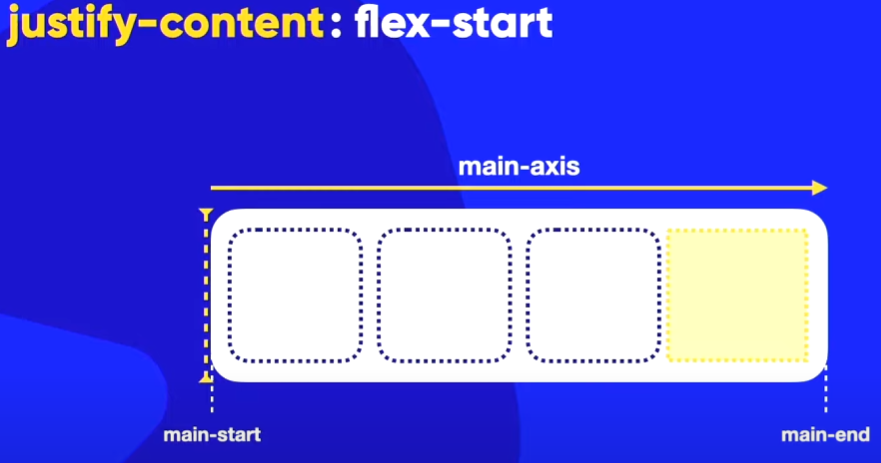 justify-content: flex-start
main-axis
main-start
main-end